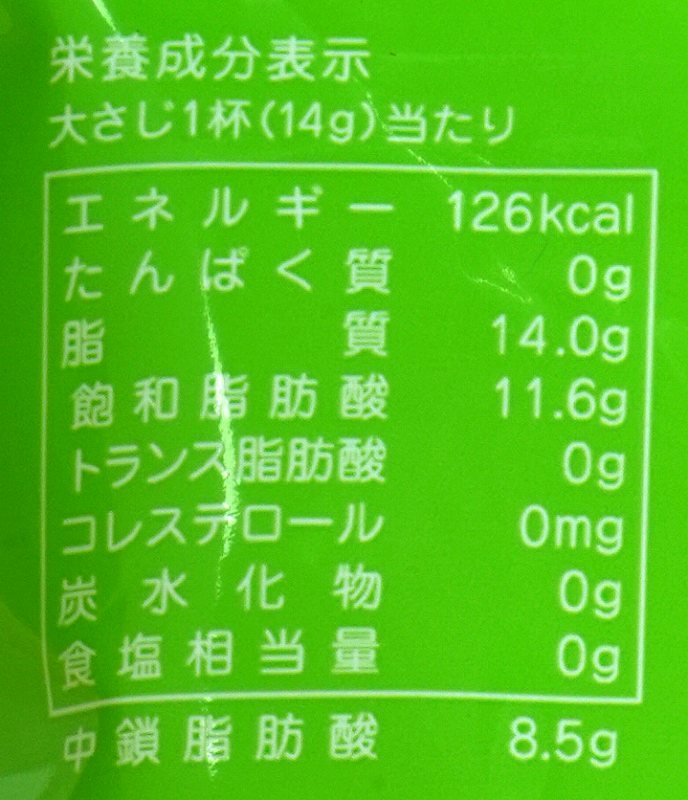 栄養成分表示
大さじ1杯(14g)当たり
エネルギー 126kcal
たんぱく質 0g
脂質 14.0g
飽和脂肪酸 11.6g
トランス脂肪酸 0g
コレステロール 0mg
炭水化物 0g
食塩相当量 0g
中鎖脂肪酸 8.5g